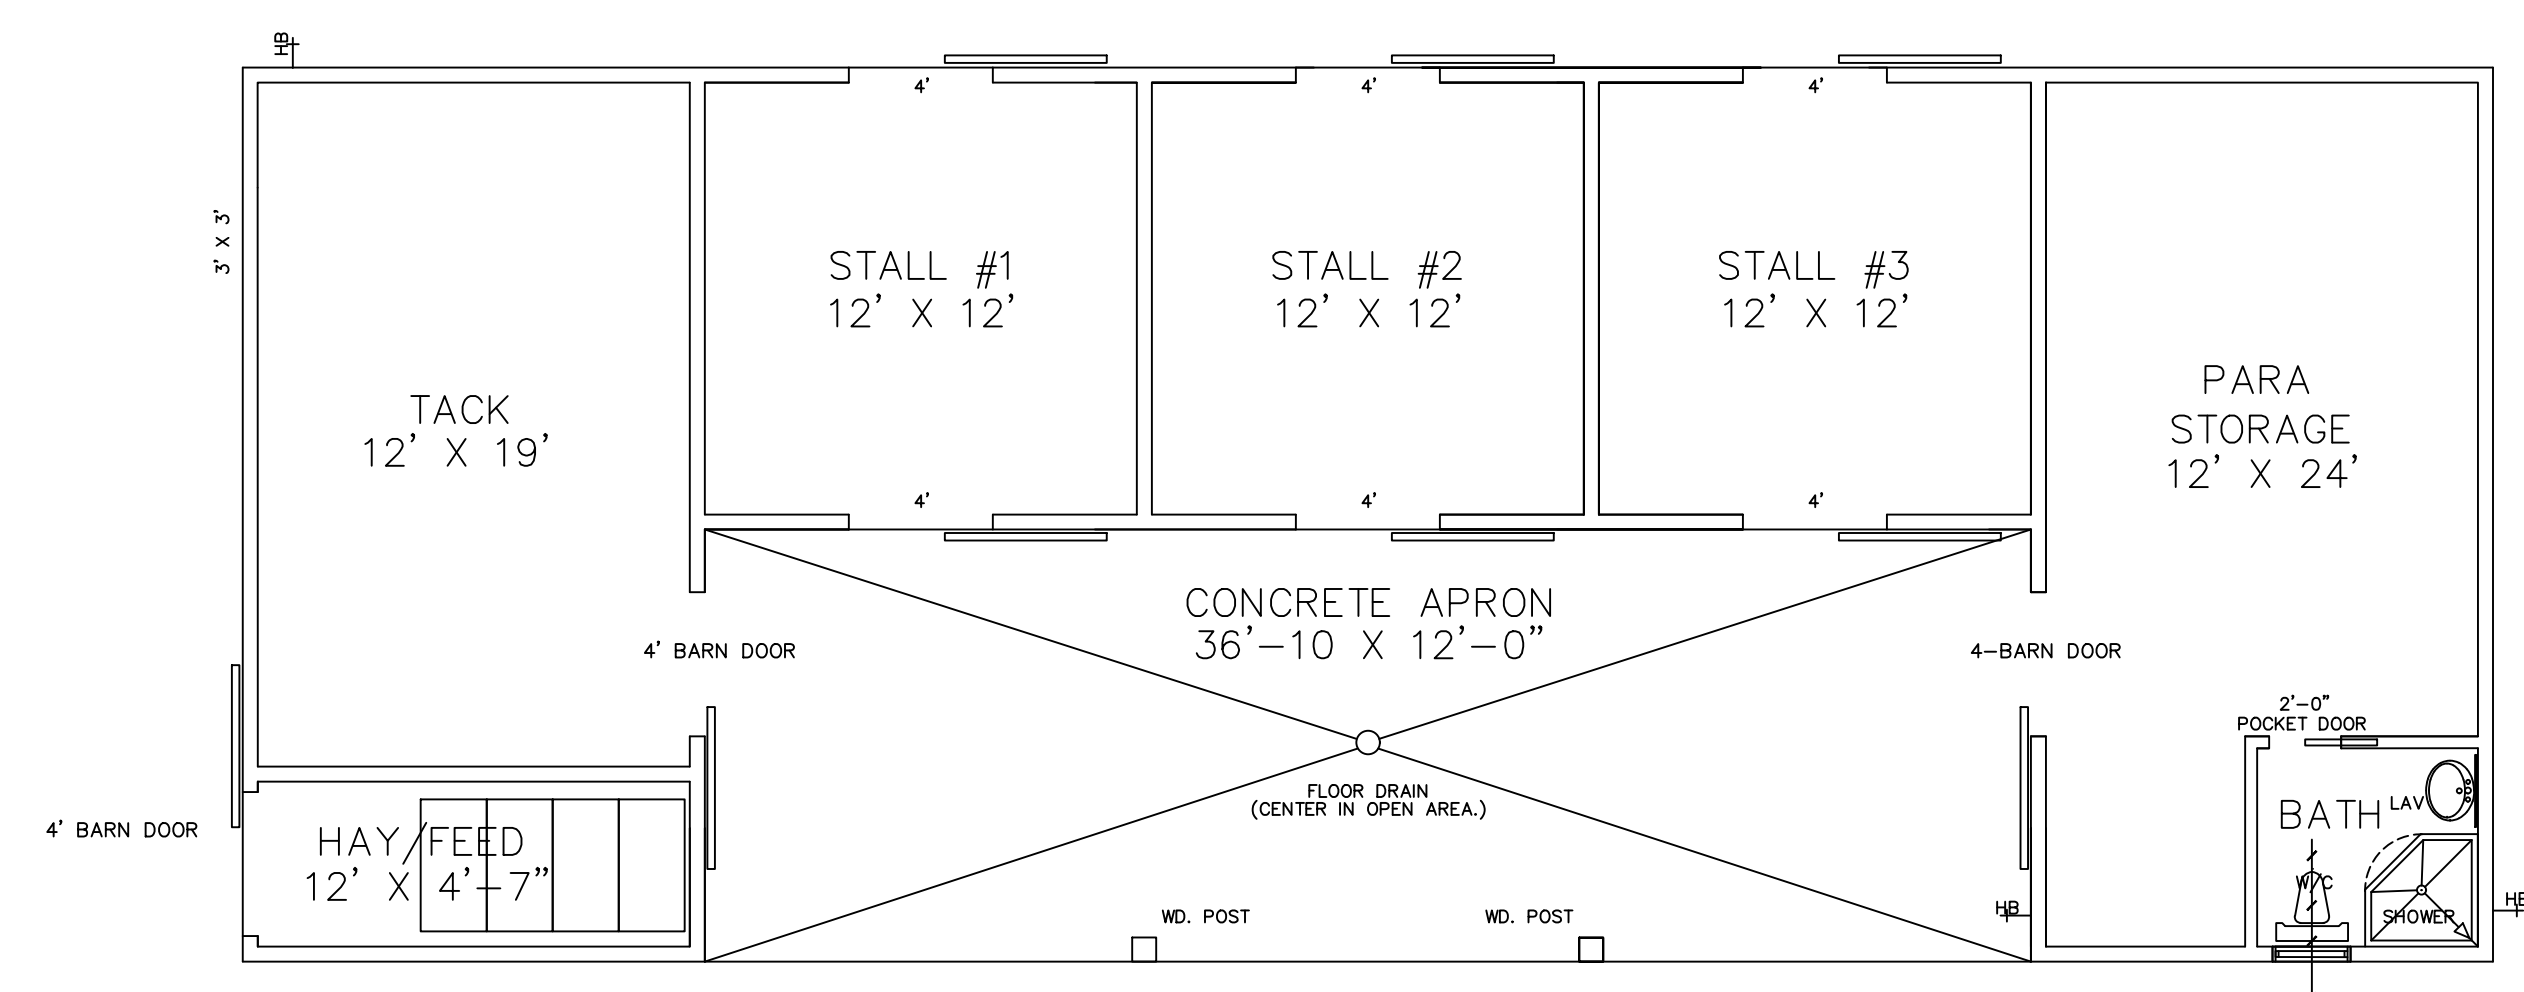 HB
4'
4'
4'
3' X 3'
STALL #1
12' X 12'
STALL #2
12' X 12'
STALL #3
12' X 12'
TACK
12' X 19'
PARA
STORAGE
12' X 24'
4'
4'
4'
CONCRETE APRON
36'-10 X 12'-0"
4' BARN DOOR
4-BARN DOOR
2'-0"
POCKET DOOR
FLOOR DRAIN
(CENTER IN OPEN AREA.)
4' BARN DOOR
HAY/FEED
12' X 4'-7"
BATH
LAV
W/C
SHOWER
WD. POST
WD. POST
HB
HB